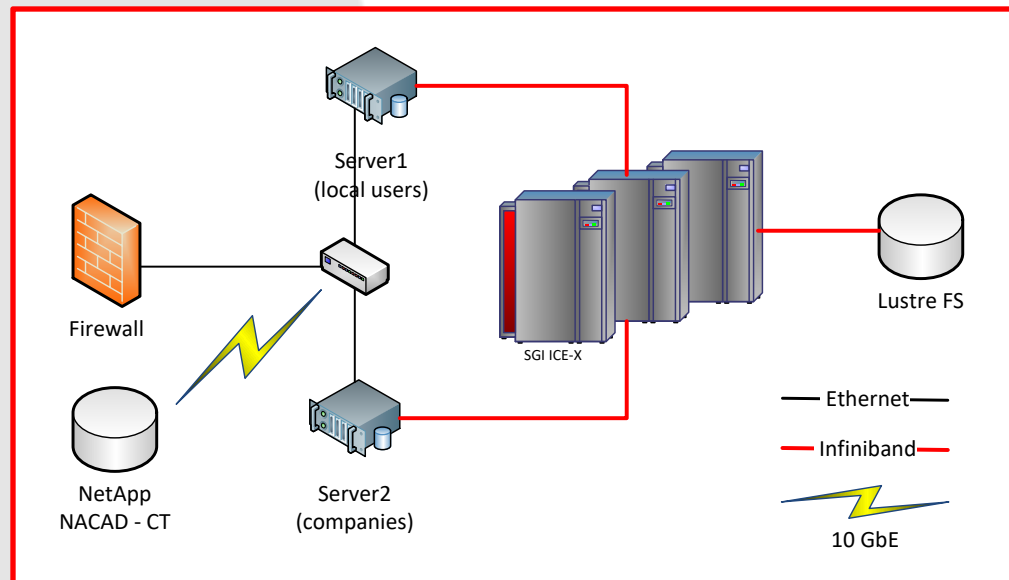 Server1
(local users)
Firewall
NetApp
NACAD - CT
Server2
(companies)
SGI ICE-X
Lustre FS
Ethernet
Infiniband
10 GbE